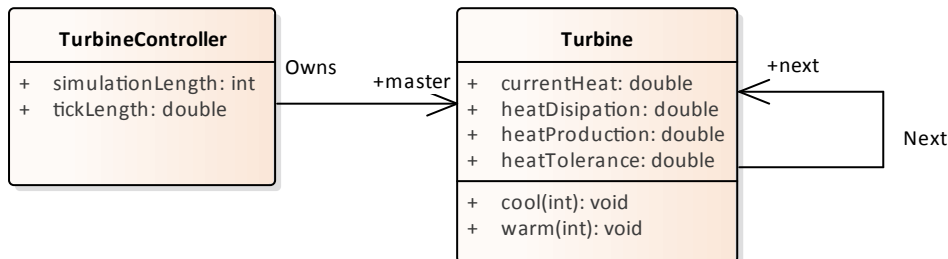 TurbineController
+ simulationLength: int
+ tickLength: double
Owns
+master
Turbine
+ currentHeat: double
+ heatDisipation: double
+ heatProduction: double
+ heatTolerance: double
+ cool(int): void
+ warm(int): void
+next
Next